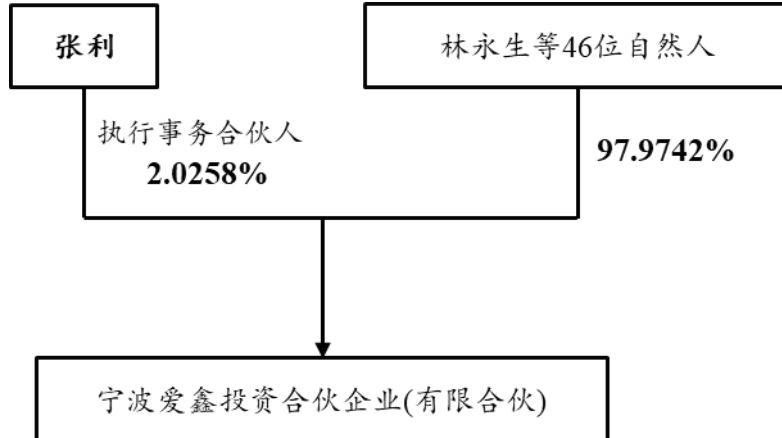 张利
林永生等46位自然人
执行事务合伙人
2.0258%
97.9742%
宁波爱鑫投资合伙企业(有限合伙)